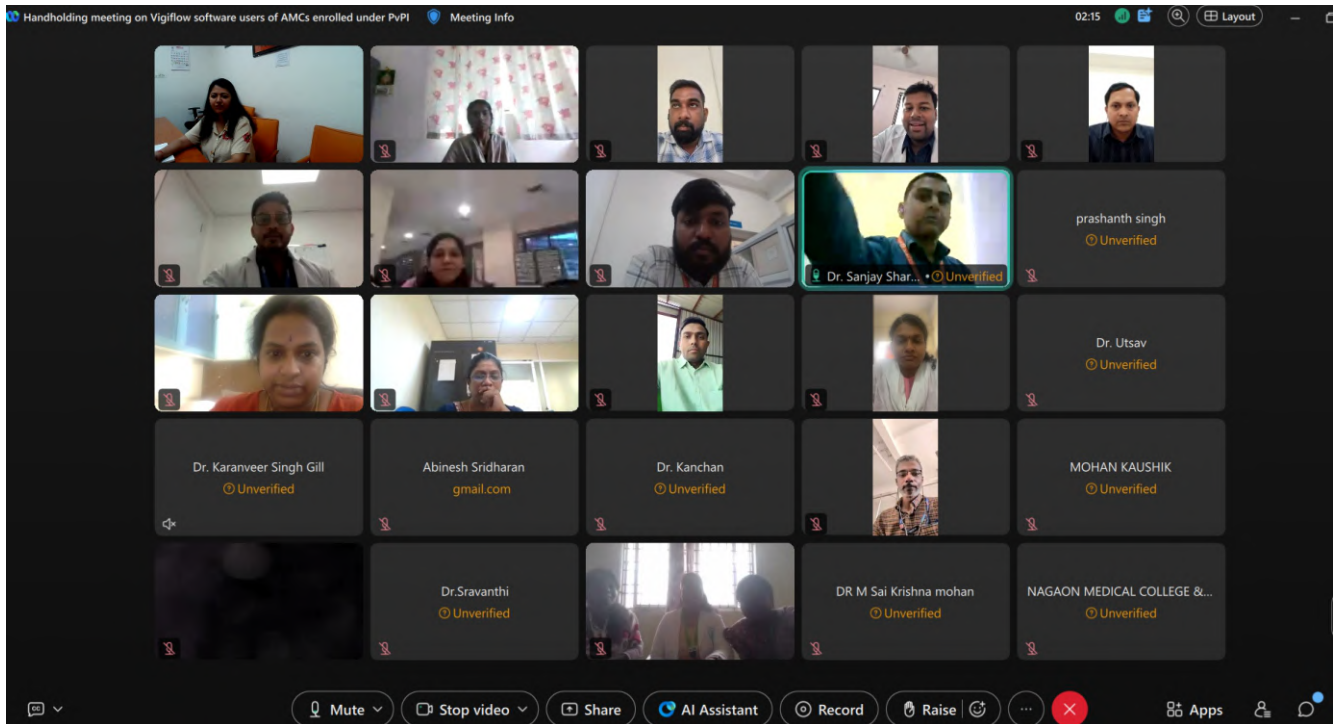 Handholding meeting on Vigiflow software users of AMCs enrolled under PvPI Meeting Info 02:15 Layout
Dr. Sanjay Shar... • Unverified
prashanth singh
Unverified
Dr. Utsav
Unverified
Dr. Karanveer Singh Gill
Unverified
Abinesh Sridharan
gmail.com
Dr. Kanchan
Unverified
MOHAN KAUSHIK
Unverified
Dr.Sravanthi
Unverified
DR M Sai Krishna mohan
Unverified
NAGAON MEDICAL COLLEGE &...
Unverified
CC Mute Stop video Share AI Assistant Record Raise Apps